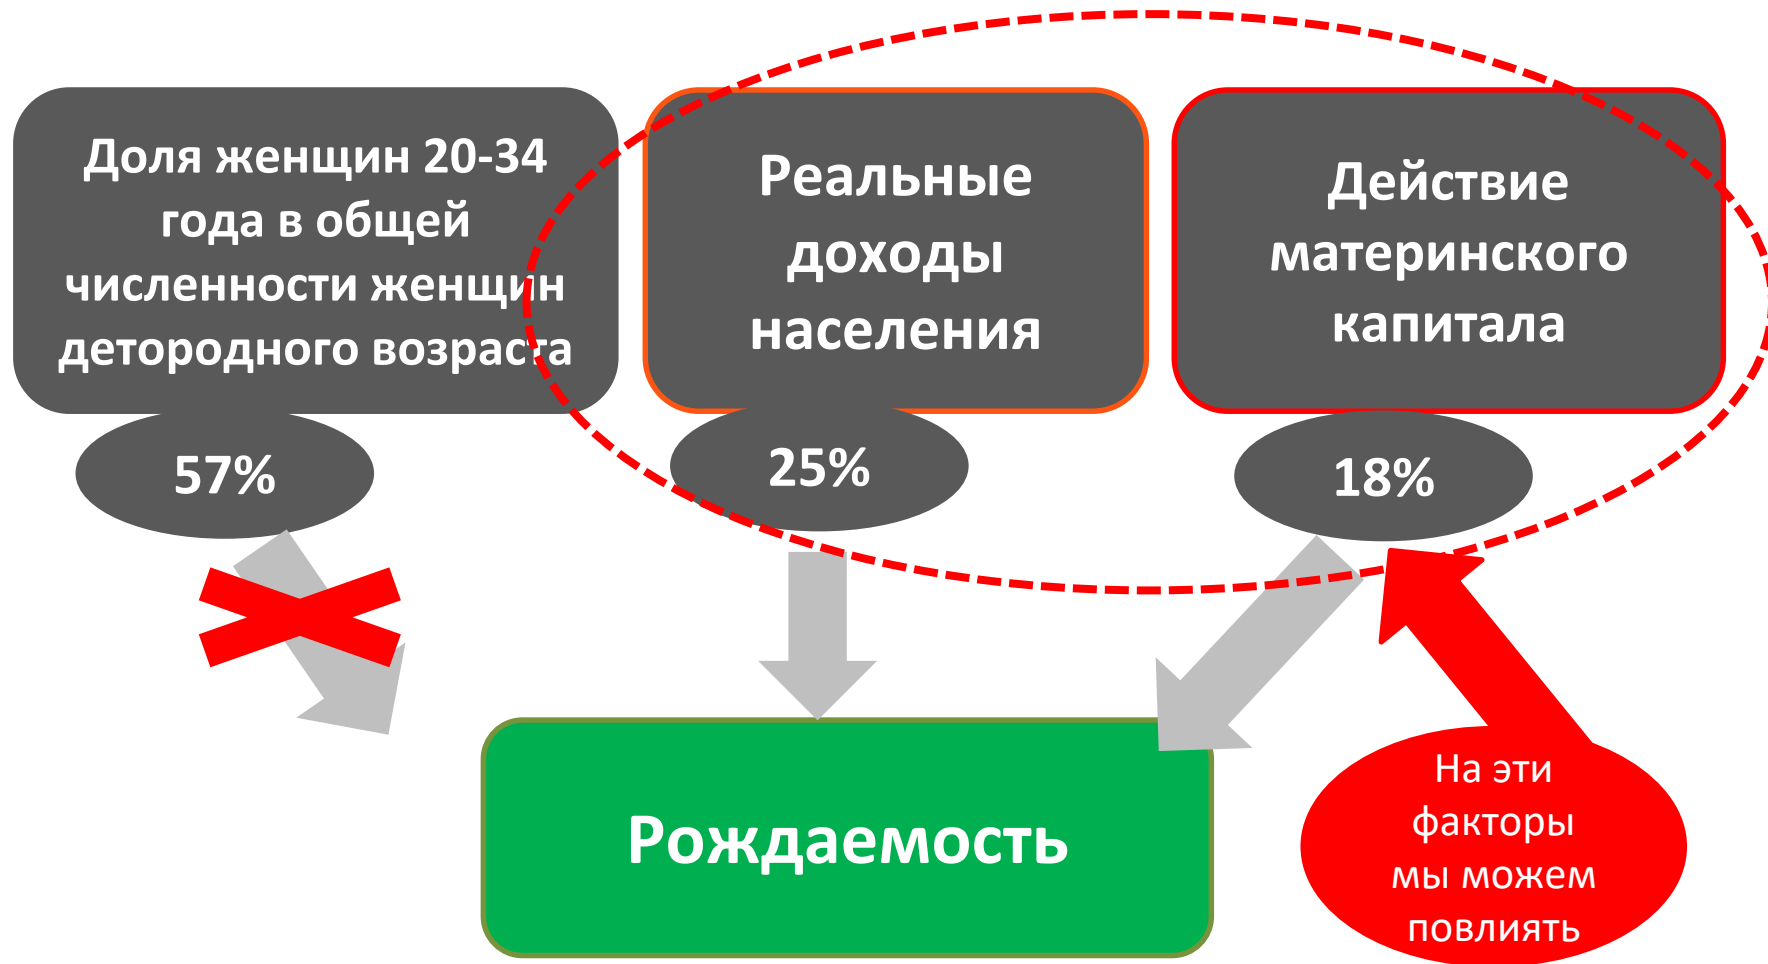 Доля женщин 20-34
года в общей
численности женщин
детородного возраста
Реальные
доходы
населения
Действие
материнского
капитала
57%
25%
18%
Рождаемость
На эти
факторы
мы можем
повлиять